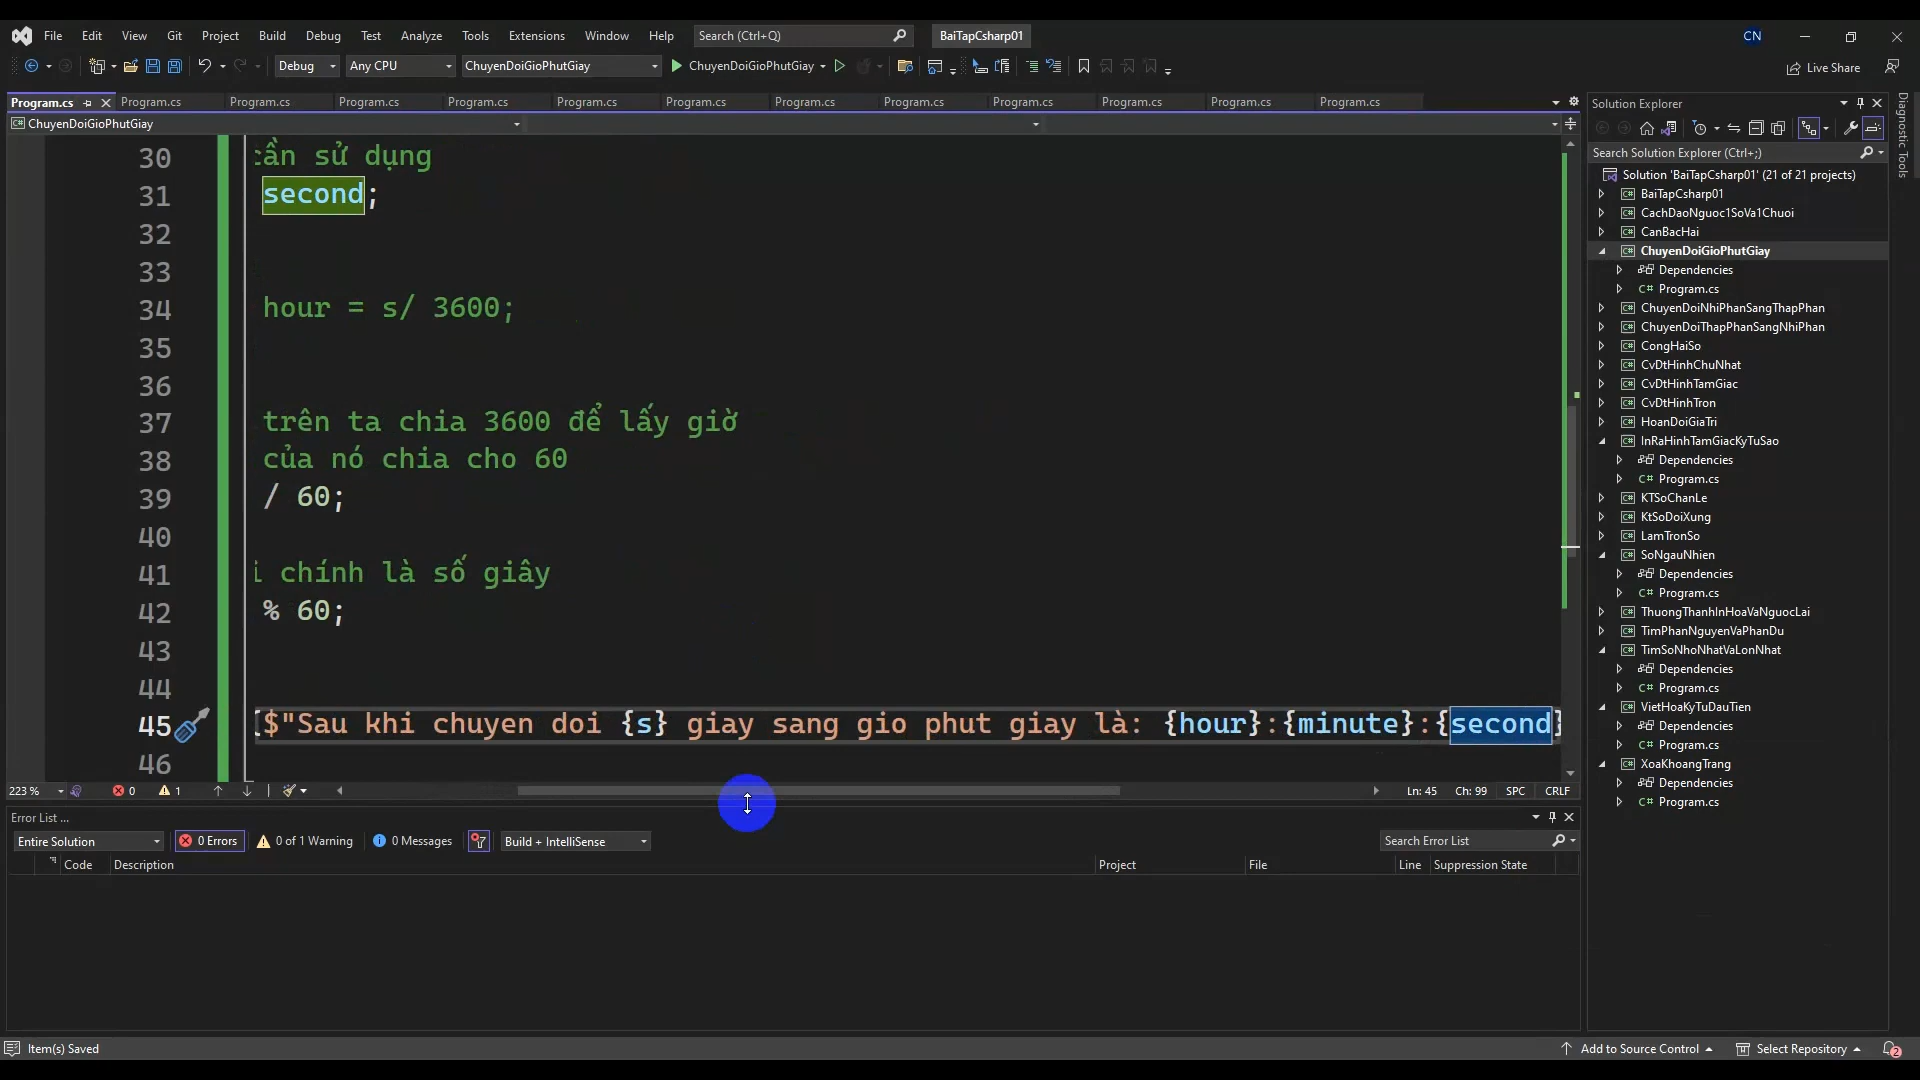 File Edit View Git Project Build Debug Test Analyze Tools Extensions Window Help Search (Ctrl+Q) BaiTapCsharp01 CN
Debug Any CPU ChuyenDoiGioPhutGiay ChuyenDoiGioPhutGiay Live Share
Program.cs Program.cs Program.cs Program.cs Program.cs Program.cs Program.cs Program.cs Program.cs Program.cs Program.cs Program.cs Program.cs
ChuyenDoiGioPhutGiay
30 cần sử dụng
31 second;
32
33
34 hour = s/ 3600;
35
36
37 trên ta chia 3600 để lấy giờ
38 của nó chia cho 60
39 / 60;
40
41 i chính là số giây
42 % 60;
43
44
45 ($"Sau khi chuyen doi {s} giay sang gio phut giay là: {hour}:{minute}:{second}
46
223 % 0 1 Ln: 45 Ch: 99 SPC CRLF
Error List ...
Entire Solution 0 Errors 0 of 1 Warning 0 Messages Build + IntelliSense Search Error List
Code Description Project File Line Suppression State
Item(s) Saved Add to Source Control Select Repository 2
Solution Explorer
Search Solution Explorer (Ctrl+;)
Solution 'BaiTapCsharp01' (21 of 21 projects)
BaiTapCsharp01
CachDaoNguoc1SoVa1Chuoi
CanBacHai
ChuyenDoiGioPhutGiay
Dependencies
C# Program.cs
ChuyenDoiNhiPhanSangThapPhan
ChuyenDoiThapPhanSangNhiPhan
CongHaiSo
CvDtHinhChuNhat
CvDtHinhTamGiac
CvDtHinhTron
HoanDoiGiaTri
InRaHinhTamGiacKyTuSao
Dependencies
C# Program.cs
KTSoChanLe
KtSoDoiXung
LamTronSo
SoNgauNhien
Dependencies
C# Program.cs
ThuongThanhInHoaVaNguocLai
TimPhanNguyenVaPhanDu
TimSoNhoNhatVaLonNhat
Dependencies
C# Program.cs
VietHoaKyTuDauTien
Dependencies
C# Program.cs
XoaKhoangTrang
Dependencies
C# Program.cs
Diagnostic Tools